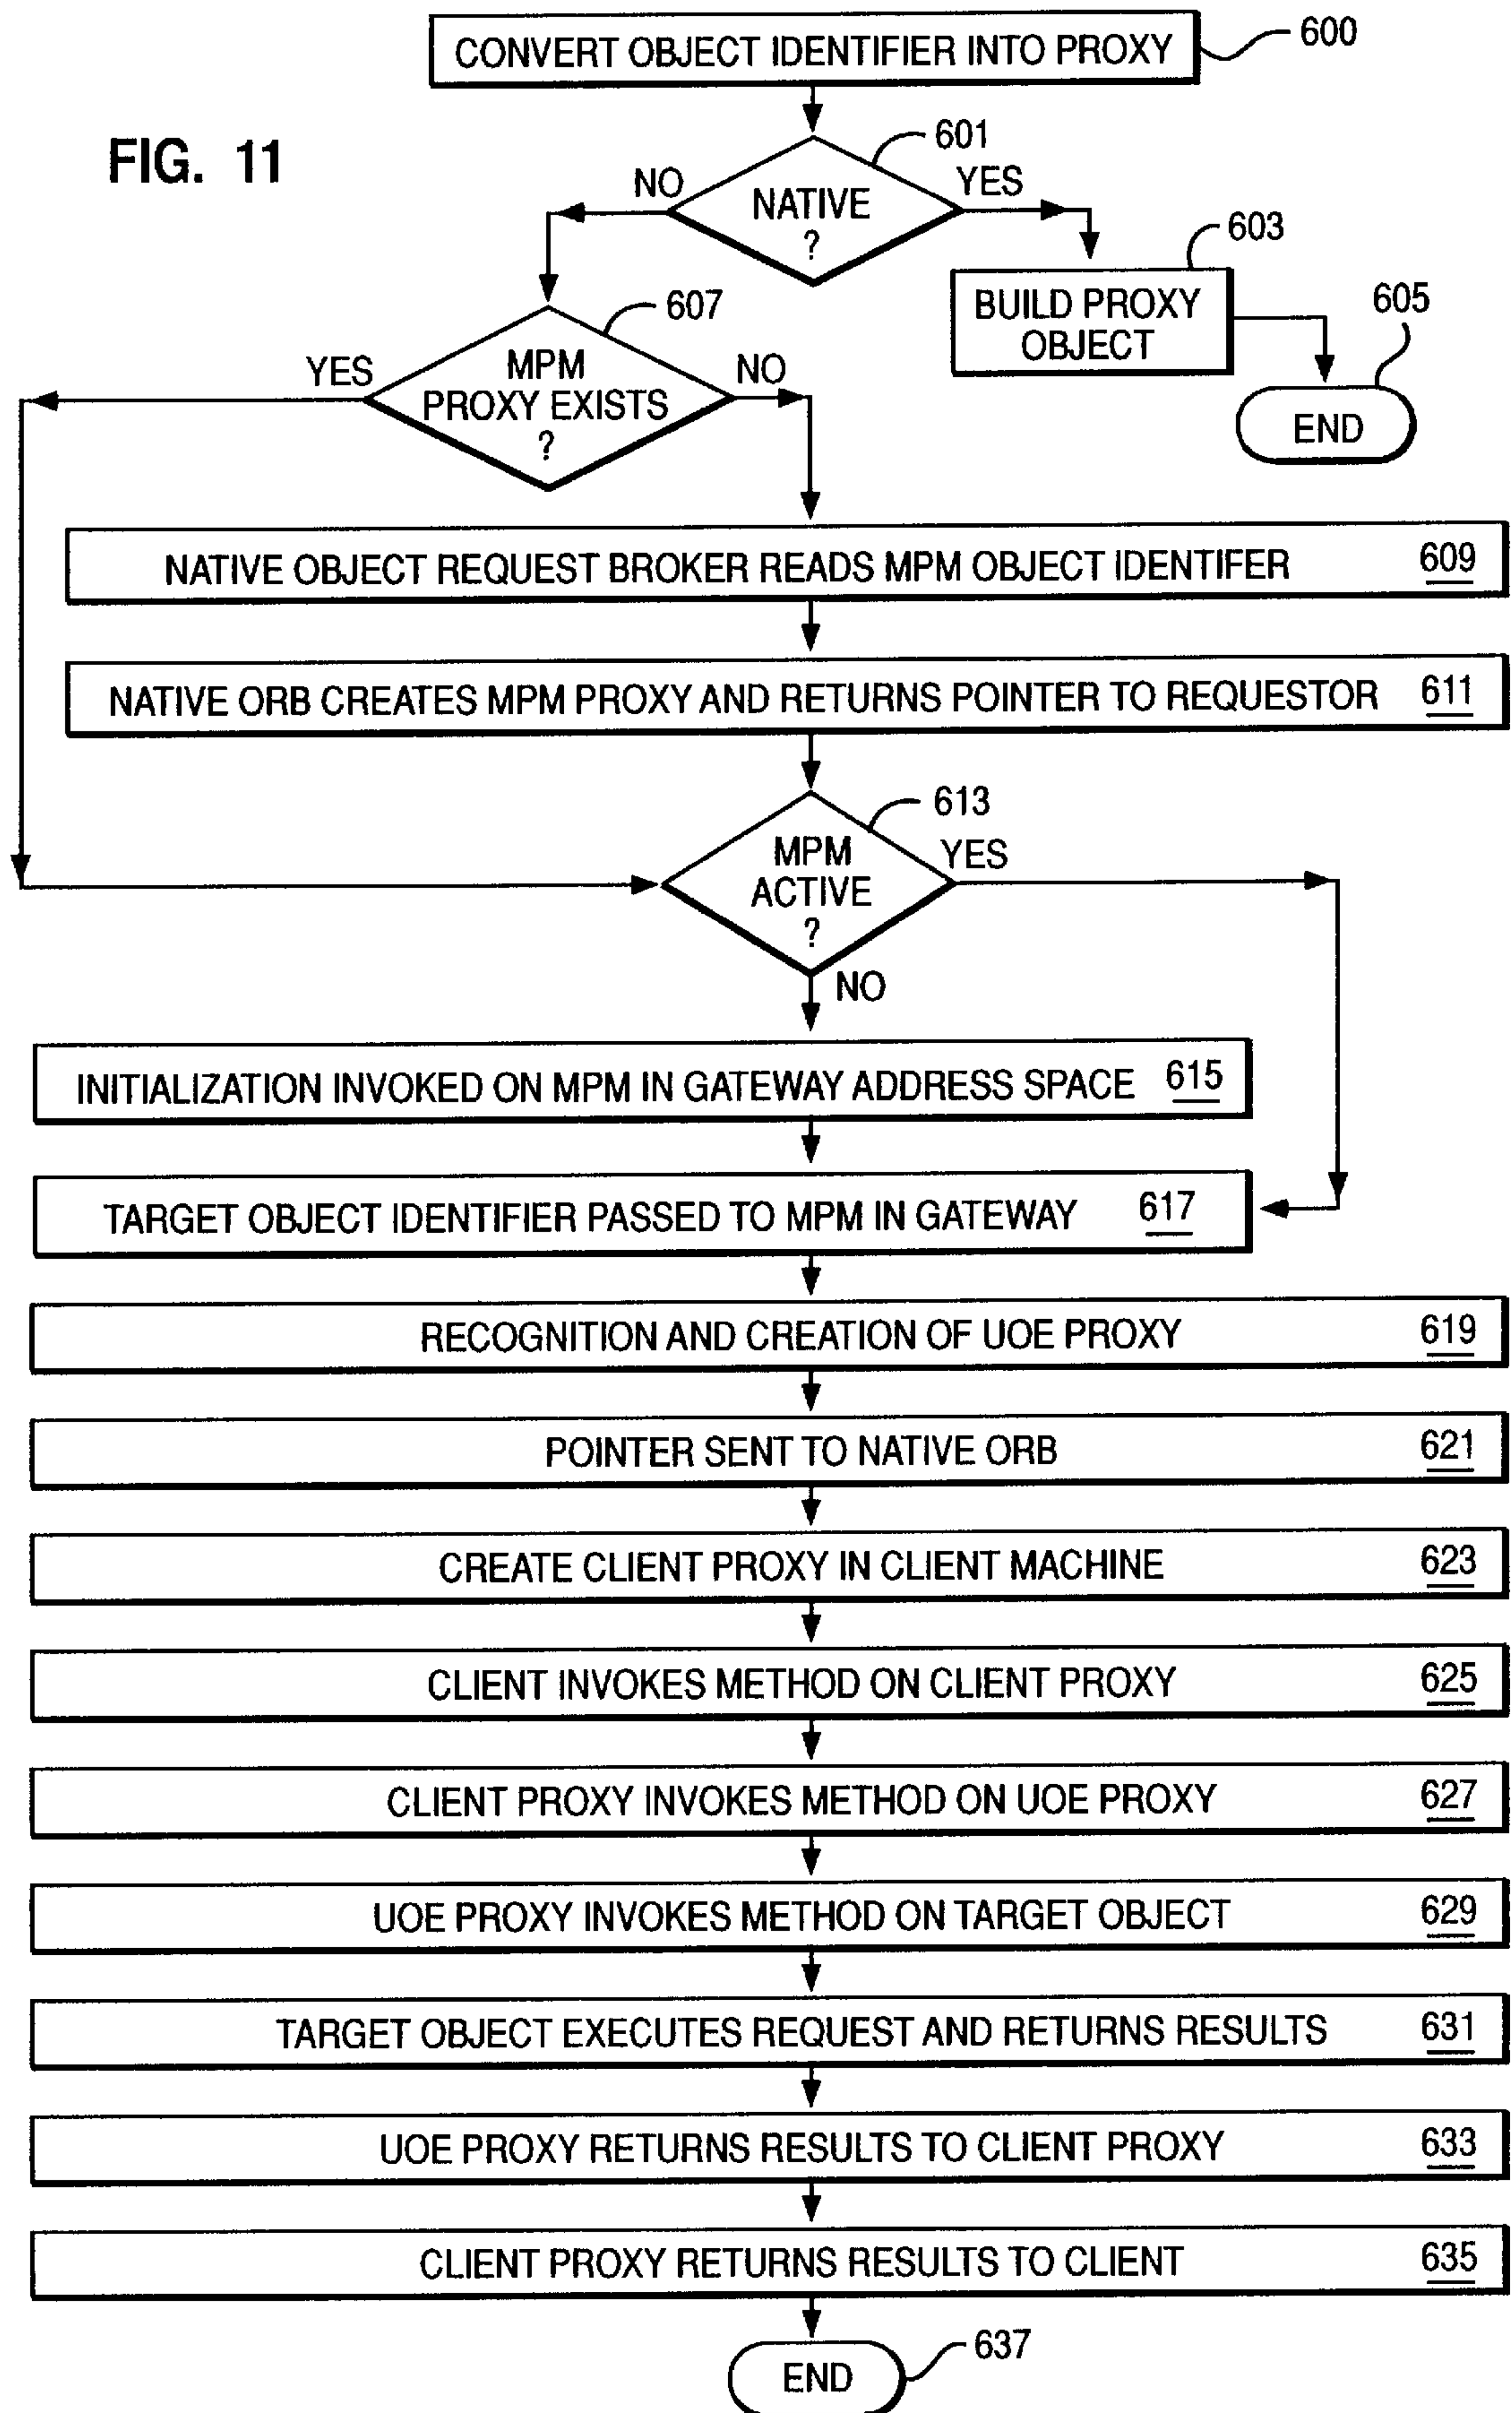 CONVERT OBJECT IDENTIFIER INTO PROXY
600
FIG. 11
601
NO
YES
NATIVE
?
603
BUILD PROXY
OBJECT
605
END
607
YES
MPM
PROXY EXISTS
?
NO
NATIVE OBJECT REQUEST BROKER READS MPM OBJECT IDENTIFER 609
NATIVE ORB CREATES MPM PROXY AND RETURNS POINTER TO REQUESTOR 611
613
MPM
ACTIVE
?
YES
NO
INITIALIZATION INVOKED ON MPM IN GATEWAY ADDRESS SPACE 615
TARGET OBJECT IDENTIFIER PASSED TO MPM IN GATEWAY 617
RECOGNITION AND CREATION OF UOE PROXY 619
POINTER SENT TO NATIVE ORB 621
CREATE CLIENT PROXY IN CLIENT MACHINE 623
CLIENT INVOKES METHOD ON CLIENT PROXY 625
CLIENT PROXY INVOKES METHOD ON UOE PROXY 627
UOE PROXY INVOKES METHOD ON TARGET OBJECT 629
TARGET OBJECT EXECUTES REQUEST AND RETURNS RESULTS 631
UOE PROXY RETURNS RESULTS TO CLIENT PROXY 633
CLIENT PROXY RETURNS RESULTS TO CLIENT 635
END
637